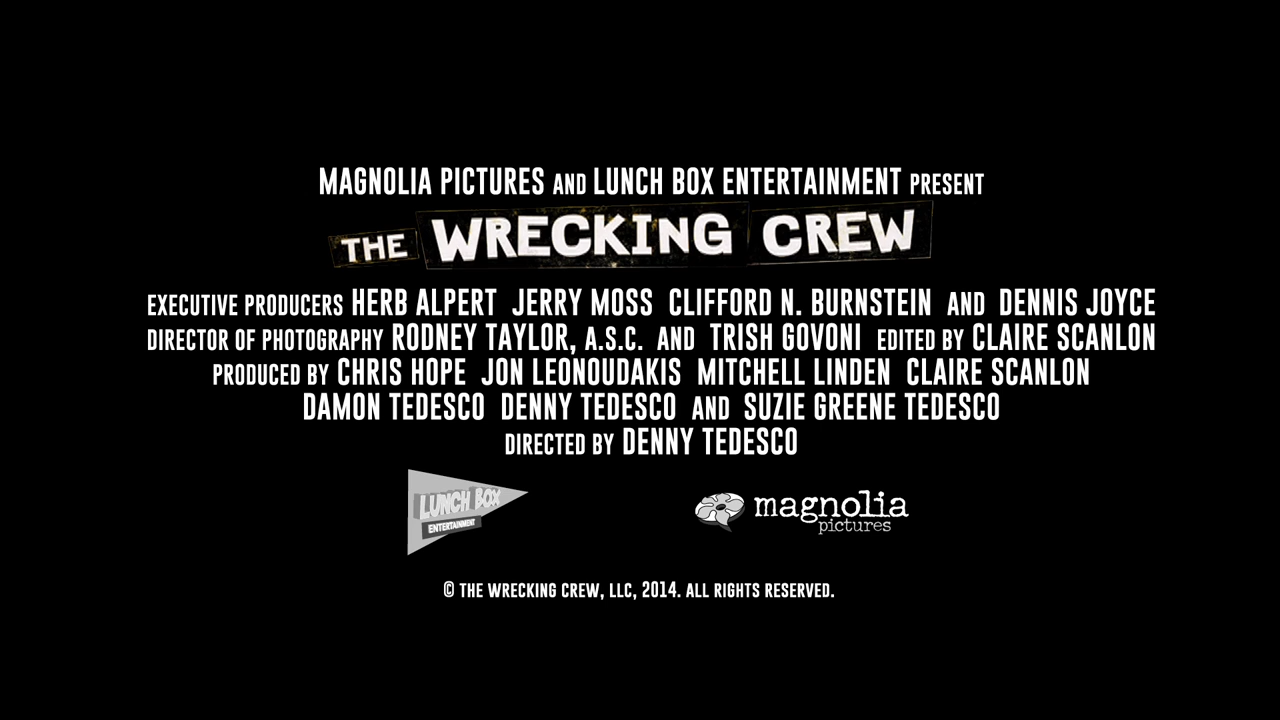 MAGNOLIA PICTURES AND LUNCH BOX ENTERTAINMENT PRESENT
THE WRECKING CREW
EXECUTIVE PRODUCERS HERB ALPERT JERRY MOSS CLIFFORD N. BURNSTEIN AND DENNIS JOYCE
DIRECTOR OF PHOTOGRAPHY RODNEY TAYLOR, A.S.C. AND TRISH GOVONI EDITED BY CLAIRE SCANLON
PRODUCED BY CHRIS HOPE JON LEONOUDAKIS MITCHELL LINDEN CLAIRE SCANLON
DAMON TEDESCO DENNY TEDESCO AND SUZIE GREENE TEDESCO
DIRECTED BY DENNY TEDESCO
LUNCH BOX
ENTERTAINMENT
magnolia
pictures
© THE WRECKING CREW, LLC, 2014. ALL RIGHTS RESERVED.